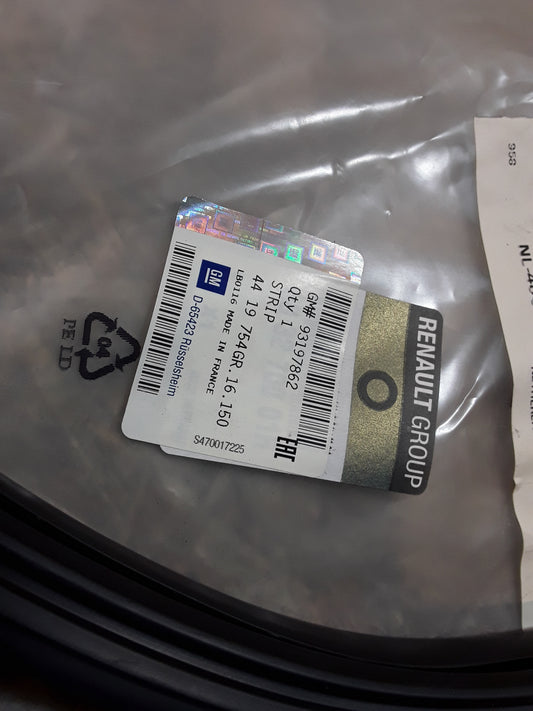 GM
GM# 93197862
Qty 1
STRIP
44 19 754GR.16.150
LB0116 MADE IN FRANCE
D-65423 Rüsselsheim
S470017225
EAC
RENAULT GROUP
04
PE LD
958